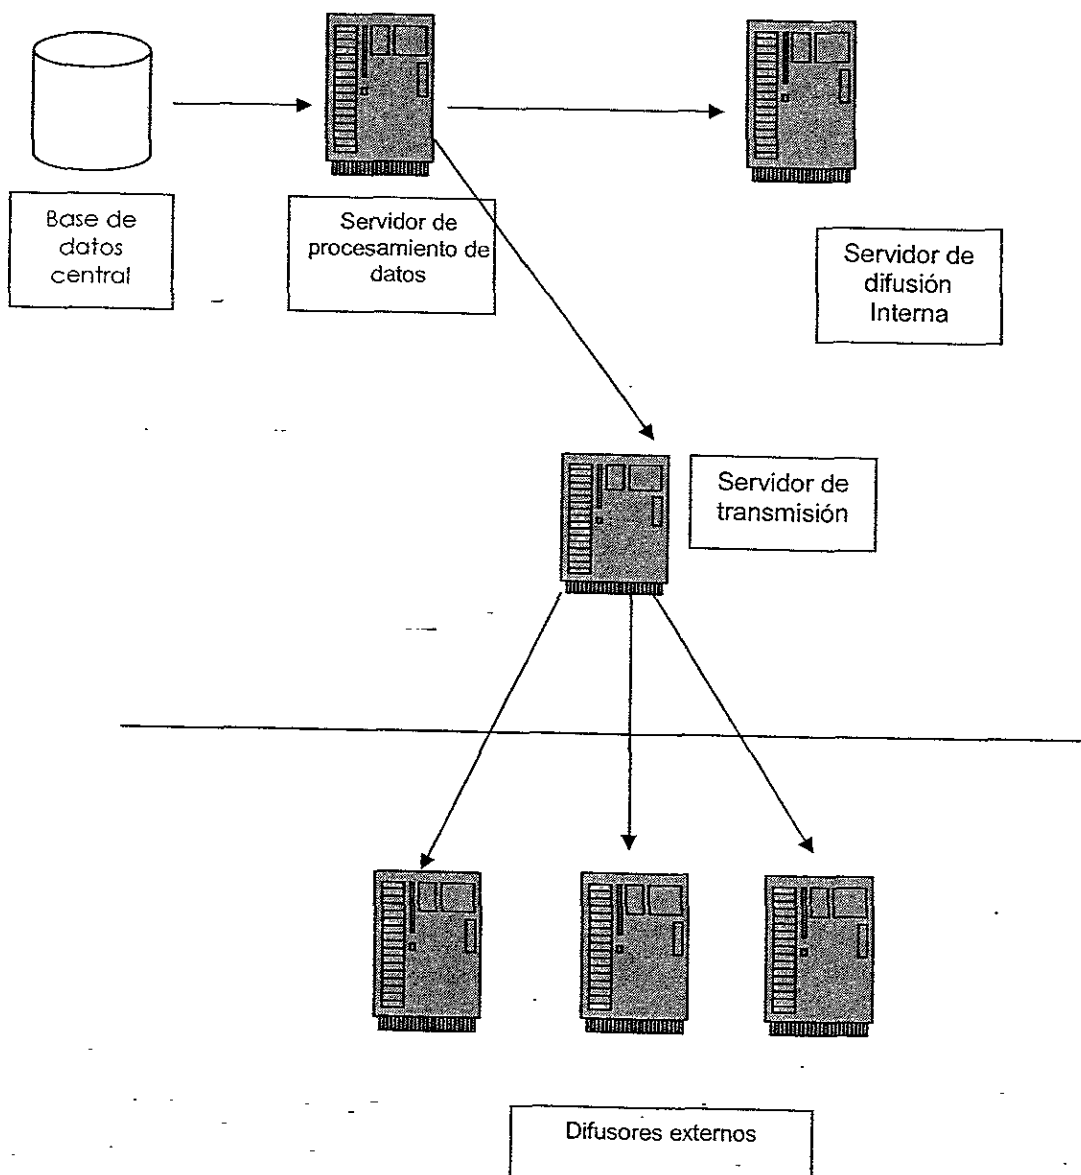 Base de
datos
central
Servidor de
procesamiento de
datos
Servidor de
difusión
Interna
Servidor de
transmisión
Difusores externos